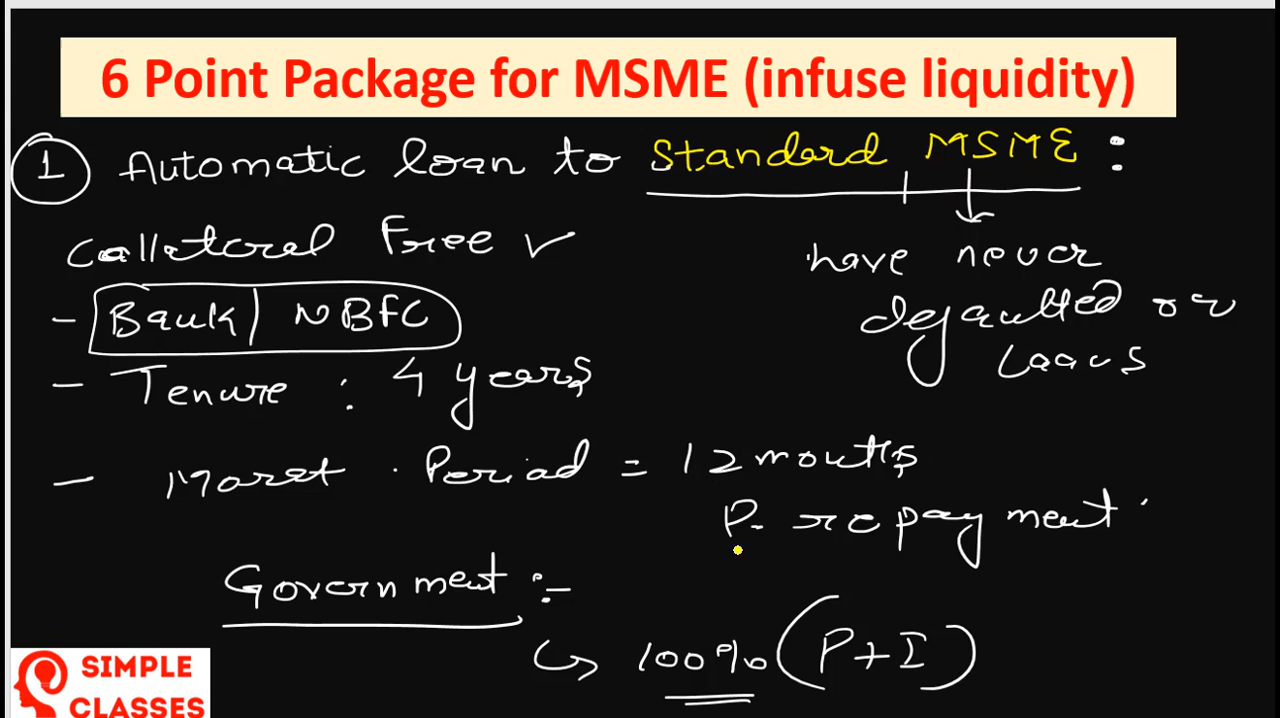 6 Point Package for MSME (infuse liquidity)
1 Automatic loan to Standard MSME :
Collateral Free
have never
defaulted on
Loans
- Bank/ NBFC
- Tenure : 4 years
- Morat. Period = 12 months
P. repayment
Government :-
100% (P+I)
SIMPLE
CLASSES